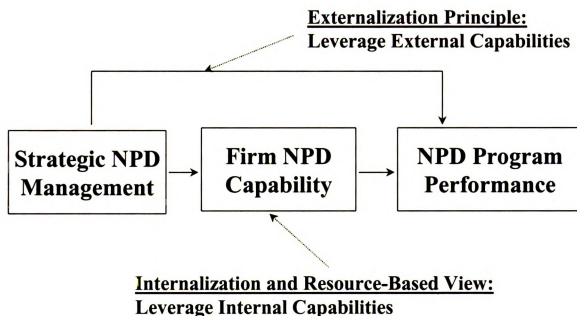 Externalization Principle:
Leverage External Capabilities
Strategic NPD
Management
Firm NPD
Capability
NPD Program
Performance
Internalization and Resource-Based View:
Leverage Internal Capabilities